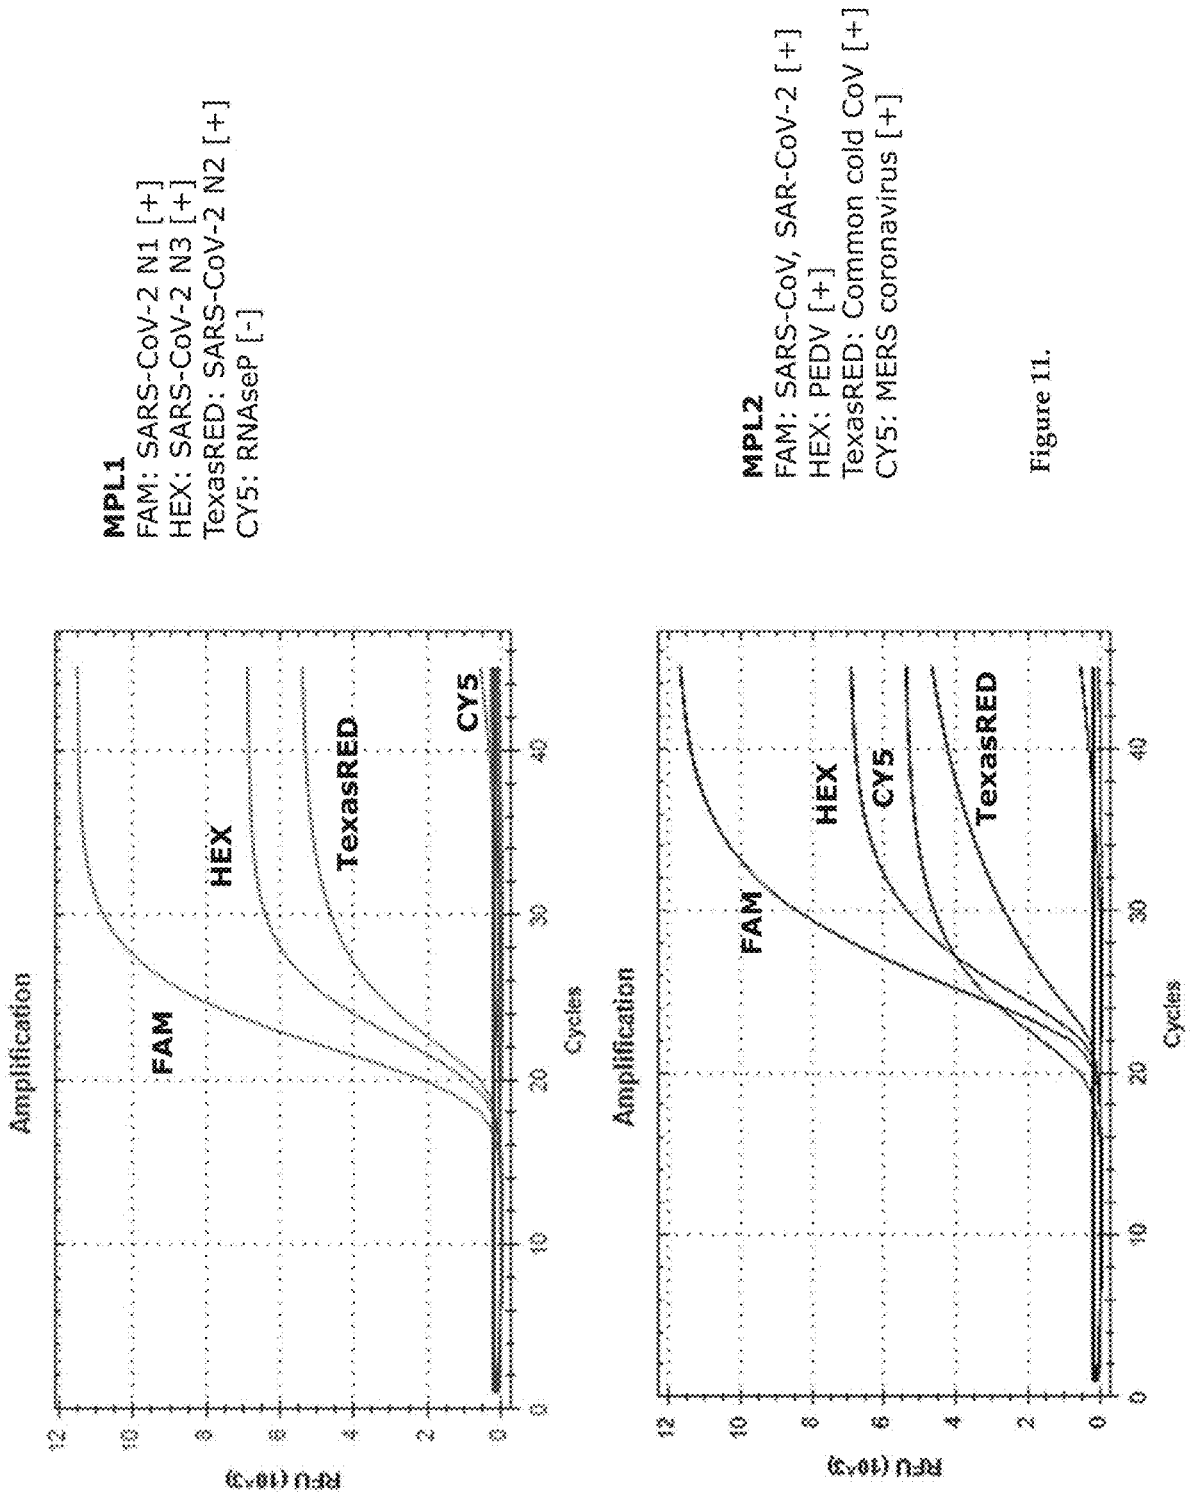 Amplification
12
10
8
6
4
2
0
RFU (10^3)
FAM
HEX
TexasRED
CY5
0
10
20
30
40
Cycles
MPL1
FAM: SARS-CoV-2 N1 [+]
HEX: SARS-CoV-2 N3 [+]
TexasRED: SARS-CoV-2 N2 [+]
CY5: RNAseP [-]
Amplification
12
10
8
6
4
2
0
RFU (10^3)
FAM
HEX
CY5
TexasRED
0
10
20
30
40
Cycles
MPL2
FAM: SARS-CoV, SAR-CoV-2 [+]
HEX: PEDV [+]
TexasRED: Common cold CoV [+]
CY5: MERS coronavirus [+]
Figure 11.